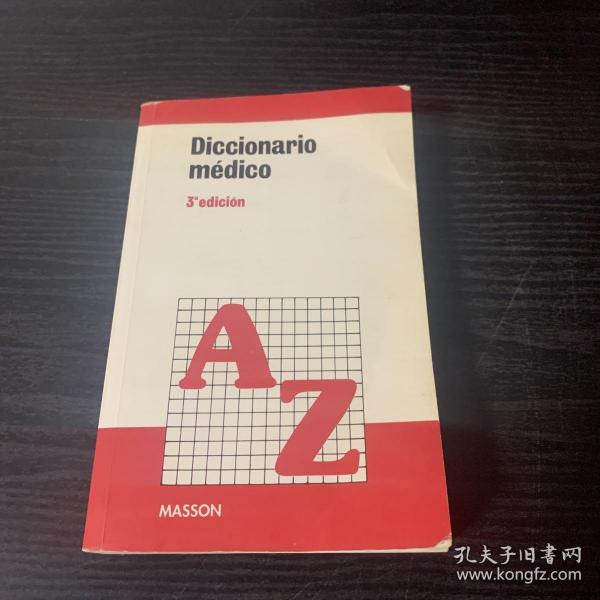 Diccionario
médico
3ª edición
A
Z
MASSON
孔夫子旧书网
www.kongfz.com